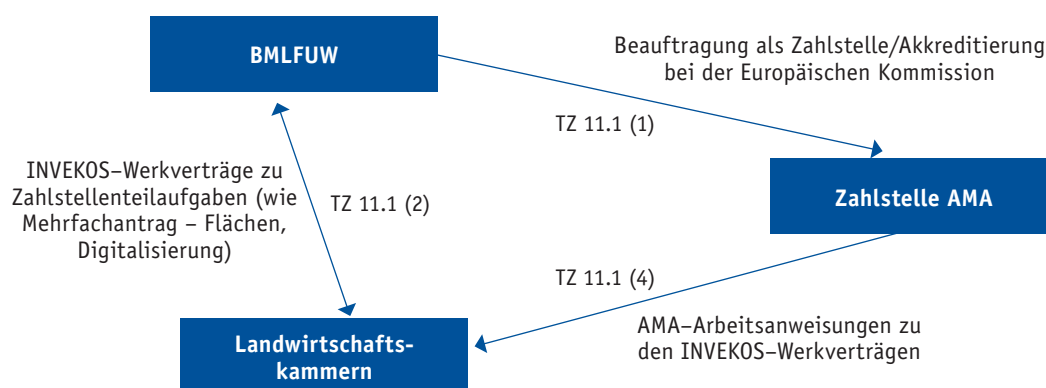 BMLFUW
Beauftragung als Zahlstelle/Akkreditierung
bei der Europäischen Kommission
TZ 11.1 (1)
INVEKOS–Werkverträge zu
Zahlstellenteilaufgaben (wie
Mehrfachantrag – Flächen,
Digitalisierung)
TZ 11.1 (2)
Zahlstelle AMA
TZ 11.1 (4)
AMA–Arbeitsanweisungen zu
den INVEKOS–Werkverträgen
Landwirtschafts-
kammern